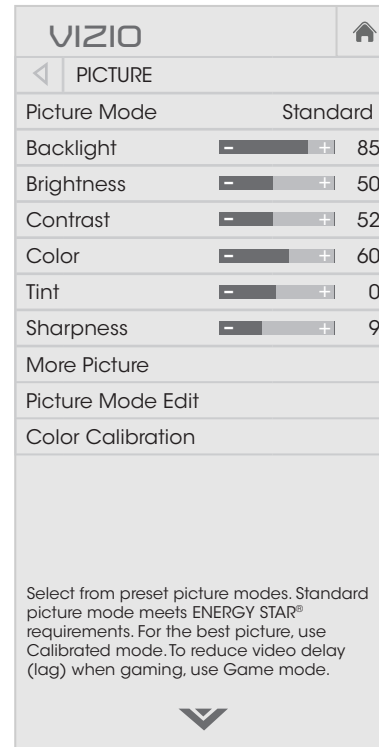 VIZIO
PICTURE
Picture Mode Standard
Backlight - + 85
Brightness - + 50
Contrast - + 52
Color - + 60
Tint - + 0
Sharpness - + 9
More Picture
Picture Mode Edit
Color Calibration
Select from preset picture modes. Standard
picture mode meets ENERGY STAR®
requirements. For the best picture, use
Calibrated mode. To reduce video delay
(lag) when gaming, use Game mode.